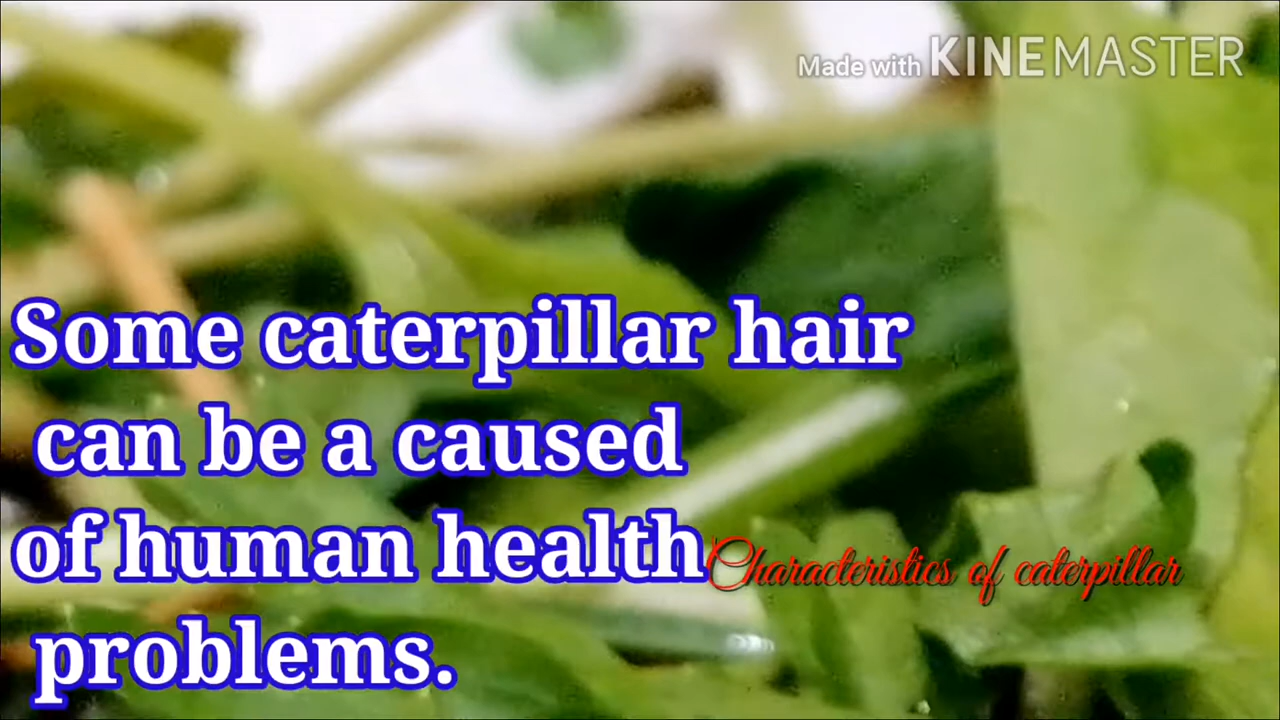 Made with KINEMASTER
Some caterpillar hair
can be a caused
of human health
problems.
Characteristics of caterpillar